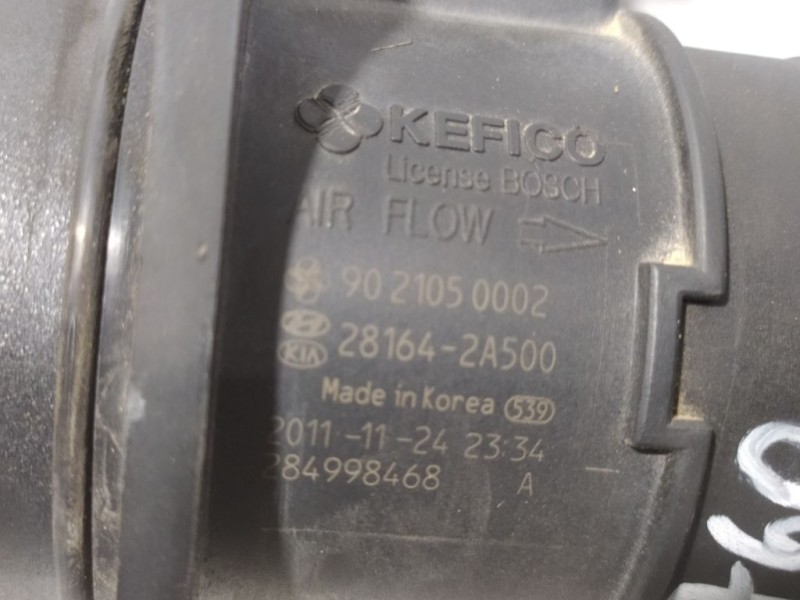 KEFICO
License BOSCH
AIR FLOW
90 2105 0002
28164-2A500
KIA
Made in Korea 539
2011-11-24 23:34
284998468 A